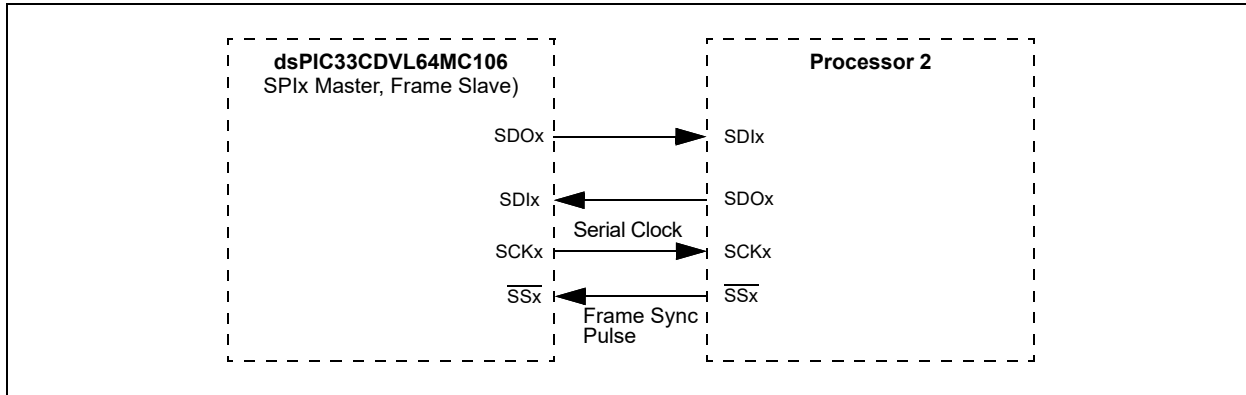 dsPIC33CDVL64MC106
SPIx Master, Frame Slave)
Processor 2
SDOx
SDIx
SDIx
SDOx
Serial Clock
SCKx
SCKx
SSx
SSx
Frame Sync
Pulse